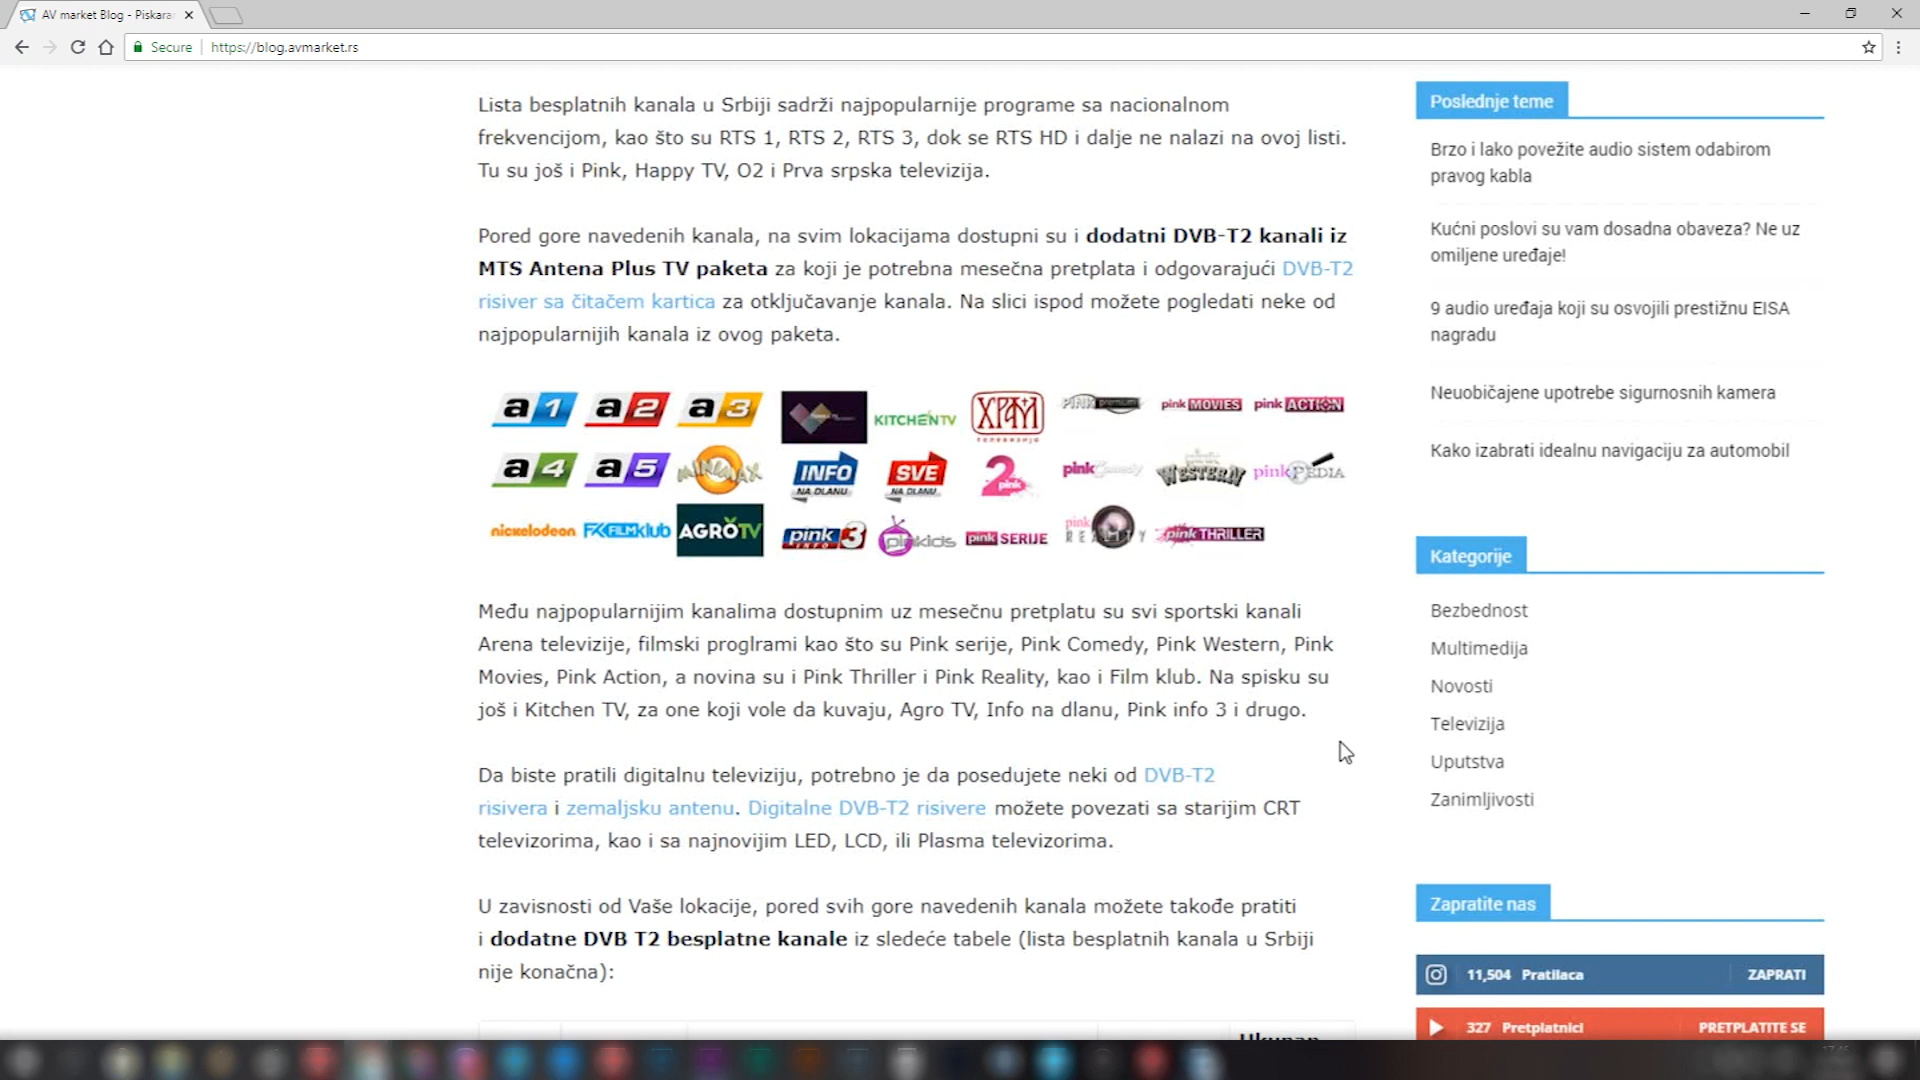 AV market Blog - Piskara
Secure
https://blog.avmarket.rs
Lista besplatnih kanala u Srbiji sadrži najpopularnije programe sa nacionalnom
frekvencijom, kao što su RTS 1, RTS 2, RTS 3, dok se RTS HD i dalje ne nalazi na ovoj listi.
Tu su još i Pink, Happy TV, O2 i Prva srpska televizija.
Pored gore navedenih kanala, na svim lokacijama dostupni su i dodatni DVB-T2 kanali iz
MTS Antena Plus TV paketa za koji je potrebna mesečna pretplata i odgovarajući DVB-T2
risiver sa čitačem kartica za otključavanje kanala. Na slici ispod možete pogledati neke od
najpopularnijih kanala iz ovog paketa.
a1 a2 a3 KITCHEN TV ХРАМ ТЕЛЕВИЗИЈА PINK premium pink MOVIES pink ACTION
a4 a5 MINIMAX INFO NA DLANU SVE NA DLANU 2 pink pink Comedy pink WESTERN pink PEDIA
nickelodeon FK FILM klub AGRO TV pink INFO 3 pinkids pink SERIJE pink REALITY pink THRILLER
Među najpopularnijim kanalima dostupnim uz mesečnu pretplatu su svi sportski kanali
Arena televizije, filmski proglrami kao što su Pink serije, Pink Comedy, Pink Western, Pink
Movies, Pink Action, a novina su i Pink Thriller i Pink Reality, kao i Film klub. Na spisku su
još i Kitchen TV, za one koji vole da kuvaju, Agro TV, Info na dlanu, Pink info 3 i drugo.
Da biste pratili digitalnu televiziju, potrebno je da posedujete neki od DVB-T2
risivera i zemaljsku antenu. Digitalne DVB-T2 risivere možete povezati sa starijim CRT
televizorima, kao i sa najnovijim LED, LCD, ili Plasma televizorima.
U zavisnosti od Vaše lokacije, pored svih gore navedenih kanala možete takođe pratiti
i dodatne DVB T2 besplatne kanale iz sledeće tabele (lista besplatnih kanala u Srbiji
nije konačna):
Ukupan
Poslednje teme
Brzo i lako povežite audio sistem odabirom
pravog kabla
Kućni poslovi su vam dosadna obaveza? Ne uz
omiljene uređaje!
9 audio uređaja koji su osvojili prestižnu EISA
nagradu
Neuobičajene upotrebe sigurnosnih kamera
Kako izabrati idealnu navigaciju za automobil
Kategorije
Bezbednost
Multimedija
Novosti
Televizija
Uputstva
Zanimljivosti
Zapratite nas
11,504 Pratilaca ZAPRATI
327 Pretplatnici PRETPLATITE SE